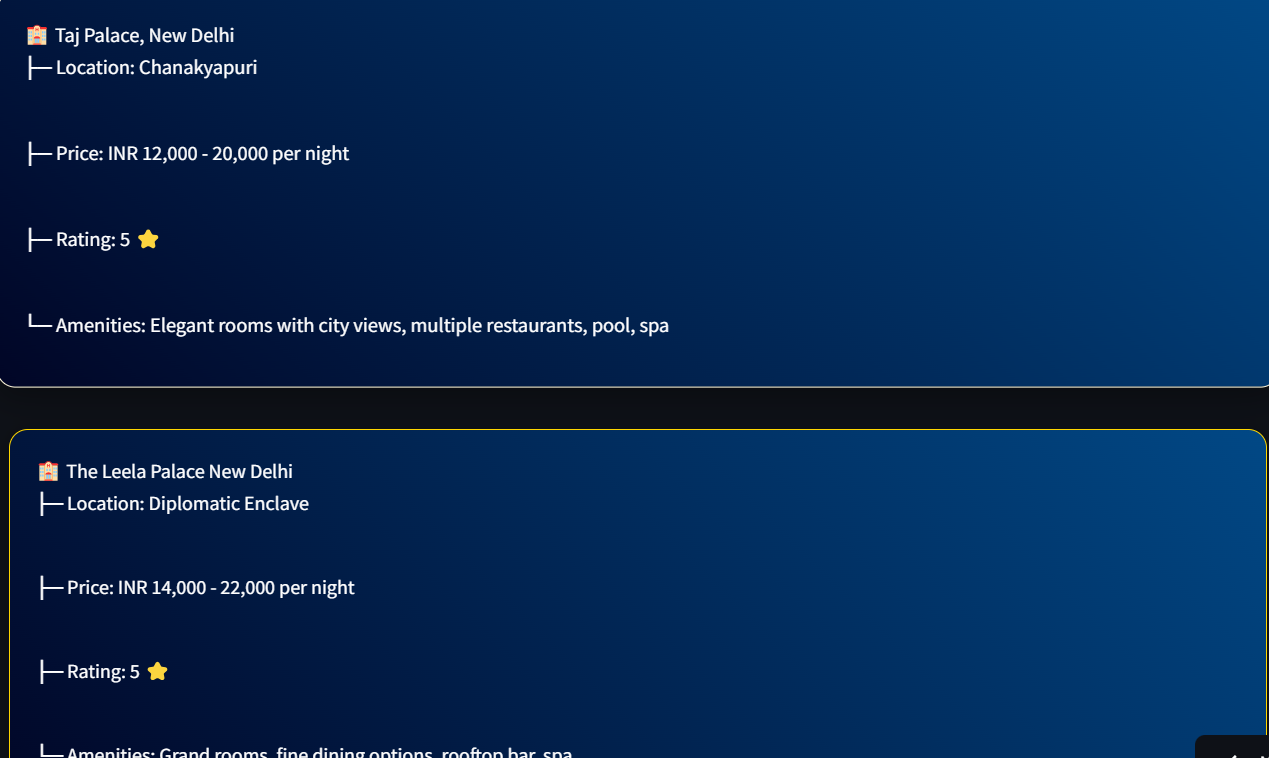 🏨 Taj Palace, New Delhi
├─ Location: Chanakyapuri
├─ Price: INR 12,000 - 20,000 per night
├─ Rating: 5 ⭐
└─ Amenities: Elegant rooms with city views, multiple restaurants, pool, spa
🏨 The Leela Palace New Delhi
├─ Location: Diplomatic Enclave
├─ Price: INR 14,000 - 22,000 per night
├─ Rating: 5 ⭐
└─ Amenities: Grand rooms, fine dining options, rooftop bar, spa